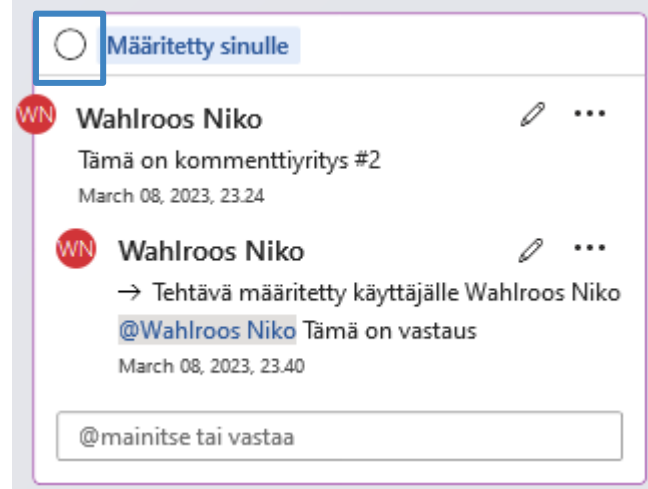 Määritetty sinulle
WN Wahlroos Niko
Tämä on kommenttiyritys #2
March 08, 2023, 23.24
WN Wahlroos Niko
→ Tehtävä määritetty käyttäjälle Wahlroos Niko
@Wahlroos Niko Tämä on vastaus
March 08, 2023, 23.40
@mainitse tai vastaa